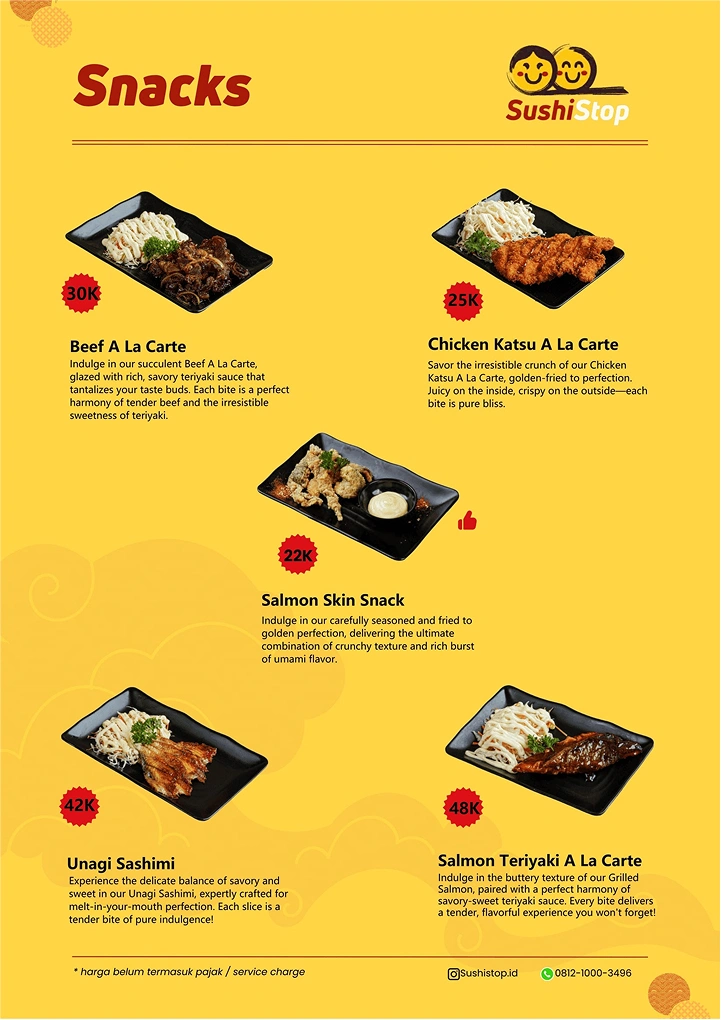 Snacks
SushiStop
30K
Beef A La Carte
Indulge in our succulent Beef A La Carte,
glazed with rich, savory teriyaki sauce that
tantalizes your taste buds. Each bite is a perfect
harmony of tender beef and the irresistible
sweetness of teriyaki.
25K
Chicken Katsu A La Carte
Savor the irresistible crunch of our Chicken
Katsu A La Carte, golden-fried to perfection.
Juicy on the inside, crispy on the outside—each
bite is pure bliss.
22K
Salmon Skin Snack
Indulge in our carefully seasoned and fried to
golden perfection, delivering the ultimate
combination of crunchy texture and rich burst
of umami flavor.
42K
Unagi Sashimi
Experience the delicate balance of savory and
sweet in our Unagi Sashimi, expertly crafted for
melt-in-your-mouth perfection. Each slice is a
tender bite of pure indulgence!
48K
Salmon Teriyaki A La Carte
Indulge in the buttery texture of our Grilled
Salmon, paired with a perfect harmony of
savory-sweet teriyaki sauce. Every bite delivers
a tender, flavorful experience you won't forget!
* harga belum termasuk pajak / service charge
Sushistop.id
0812-1000-3496